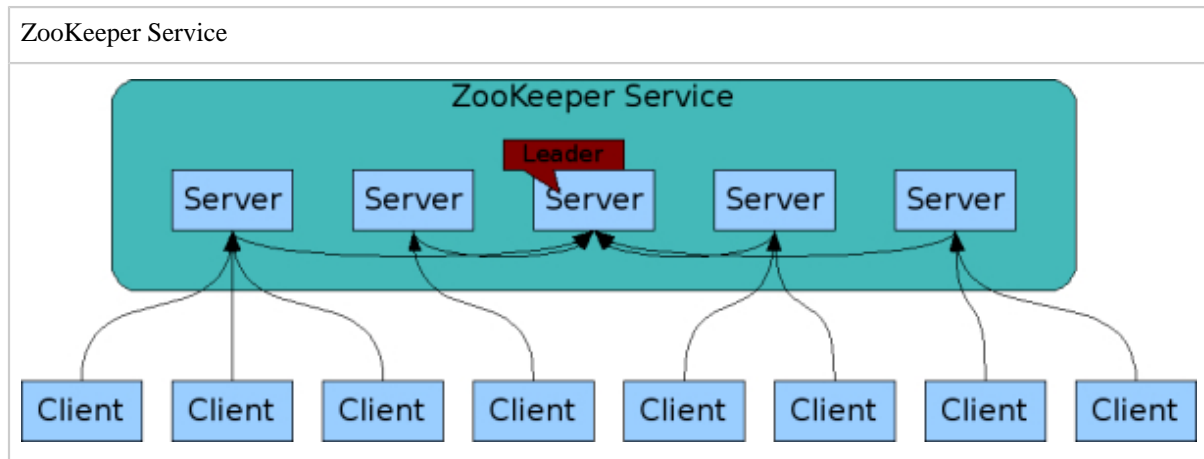 ZooKeeper Service
ZooKeeper Service
Leader
Server Server Server Server Server
Client Client Client Client Client Client Client Client